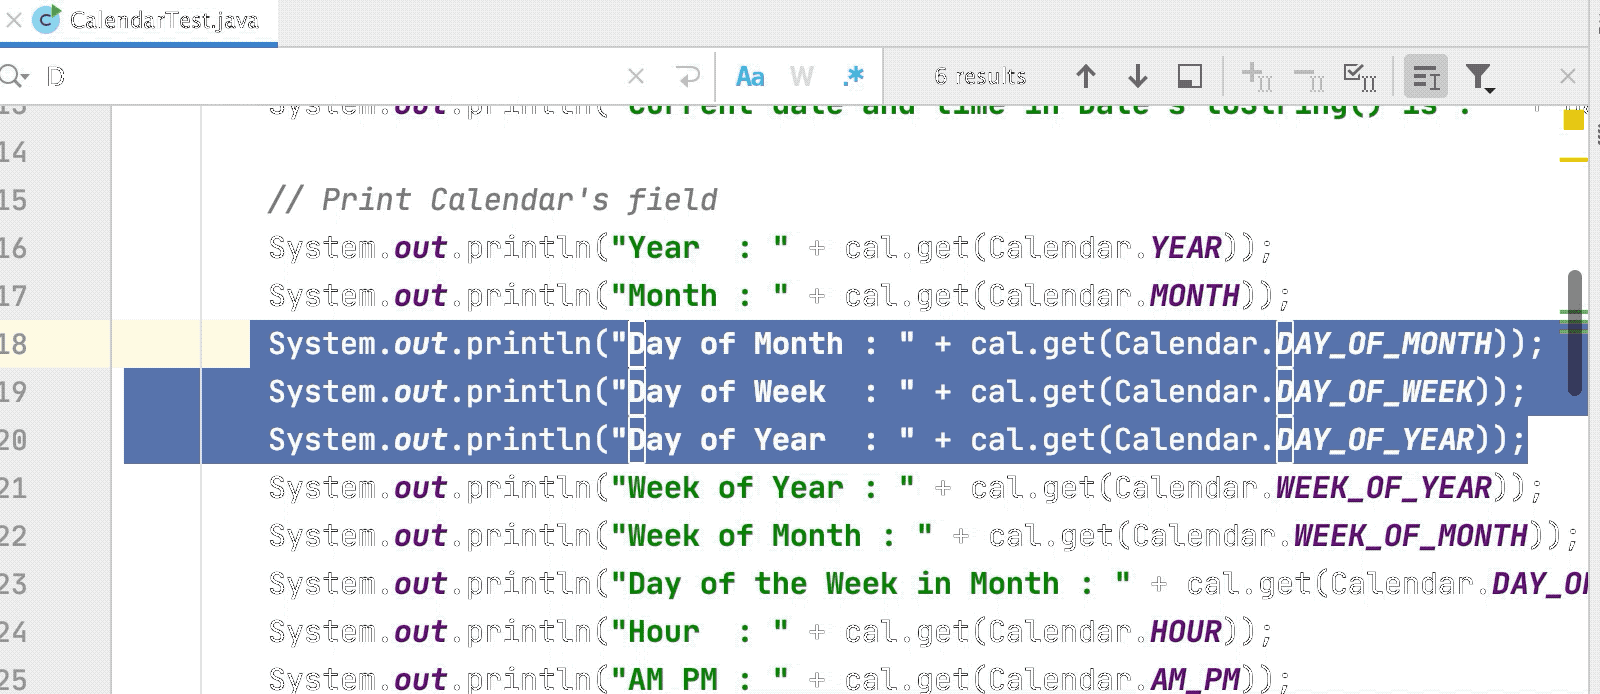 CalendarTest.java
D Aa W .* 6 results
System.out.println("Current date and time in Date's toString() is : " +
14
15 // Print Calendar's field
16 System.out.println("Year  : " + cal.get(Calendar.YEAR));
17 System.out.println("Month : " + cal.get(Calendar.MONTH));
18 System.out.println("Day of Month : " + cal.get(Calendar.DAY_OF_MONTH));
19 System.out.println("Day of Week  : " + cal.get(Calendar.DAY_OF_WEEK));
20 System.out.println("Day of Year  : " + cal.get(Calendar.DAY_OF_YEAR));
21 System.out.println("Week of Year : " + cal.get(Calendar.WEEK_OF_YEAR));
22 System.out.println("Week of Month : " + cal.get(Calendar.WEEK_OF_MONTH));
23 System.out.println("Day of the Week in Month : " + cal.get(Calendar.DAY_OF
24 System.out.println("Hour  : " + cal.get(Calendar.HOUR));
25 System.out.println("AM PM : " + cal.get(Calendar.AM_PM));